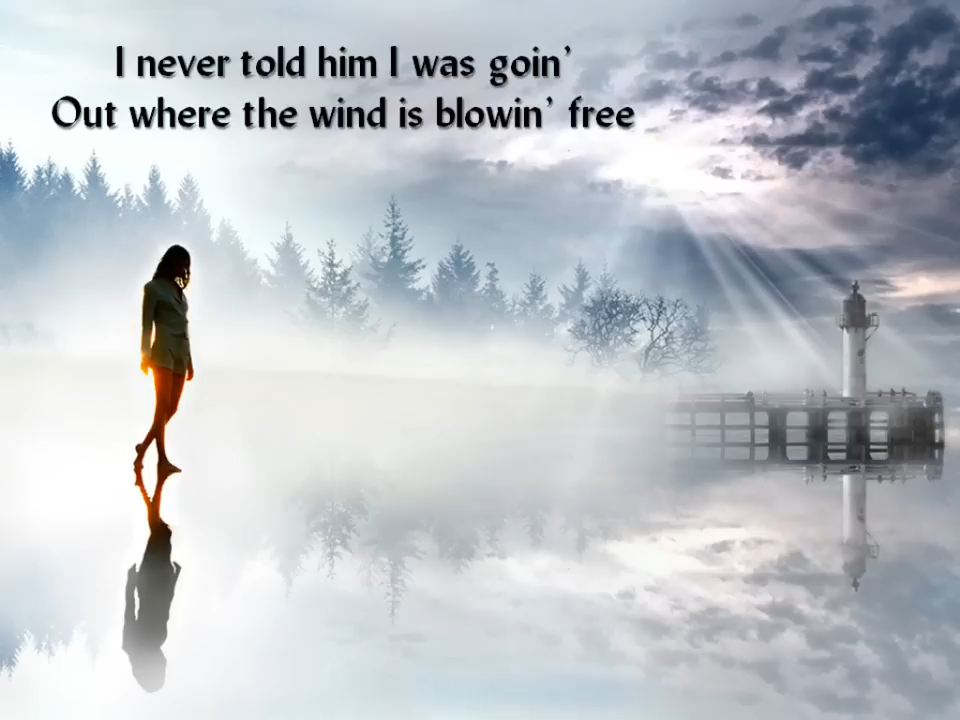 I never told him I was goin’
Out where the wind is blowin’ free